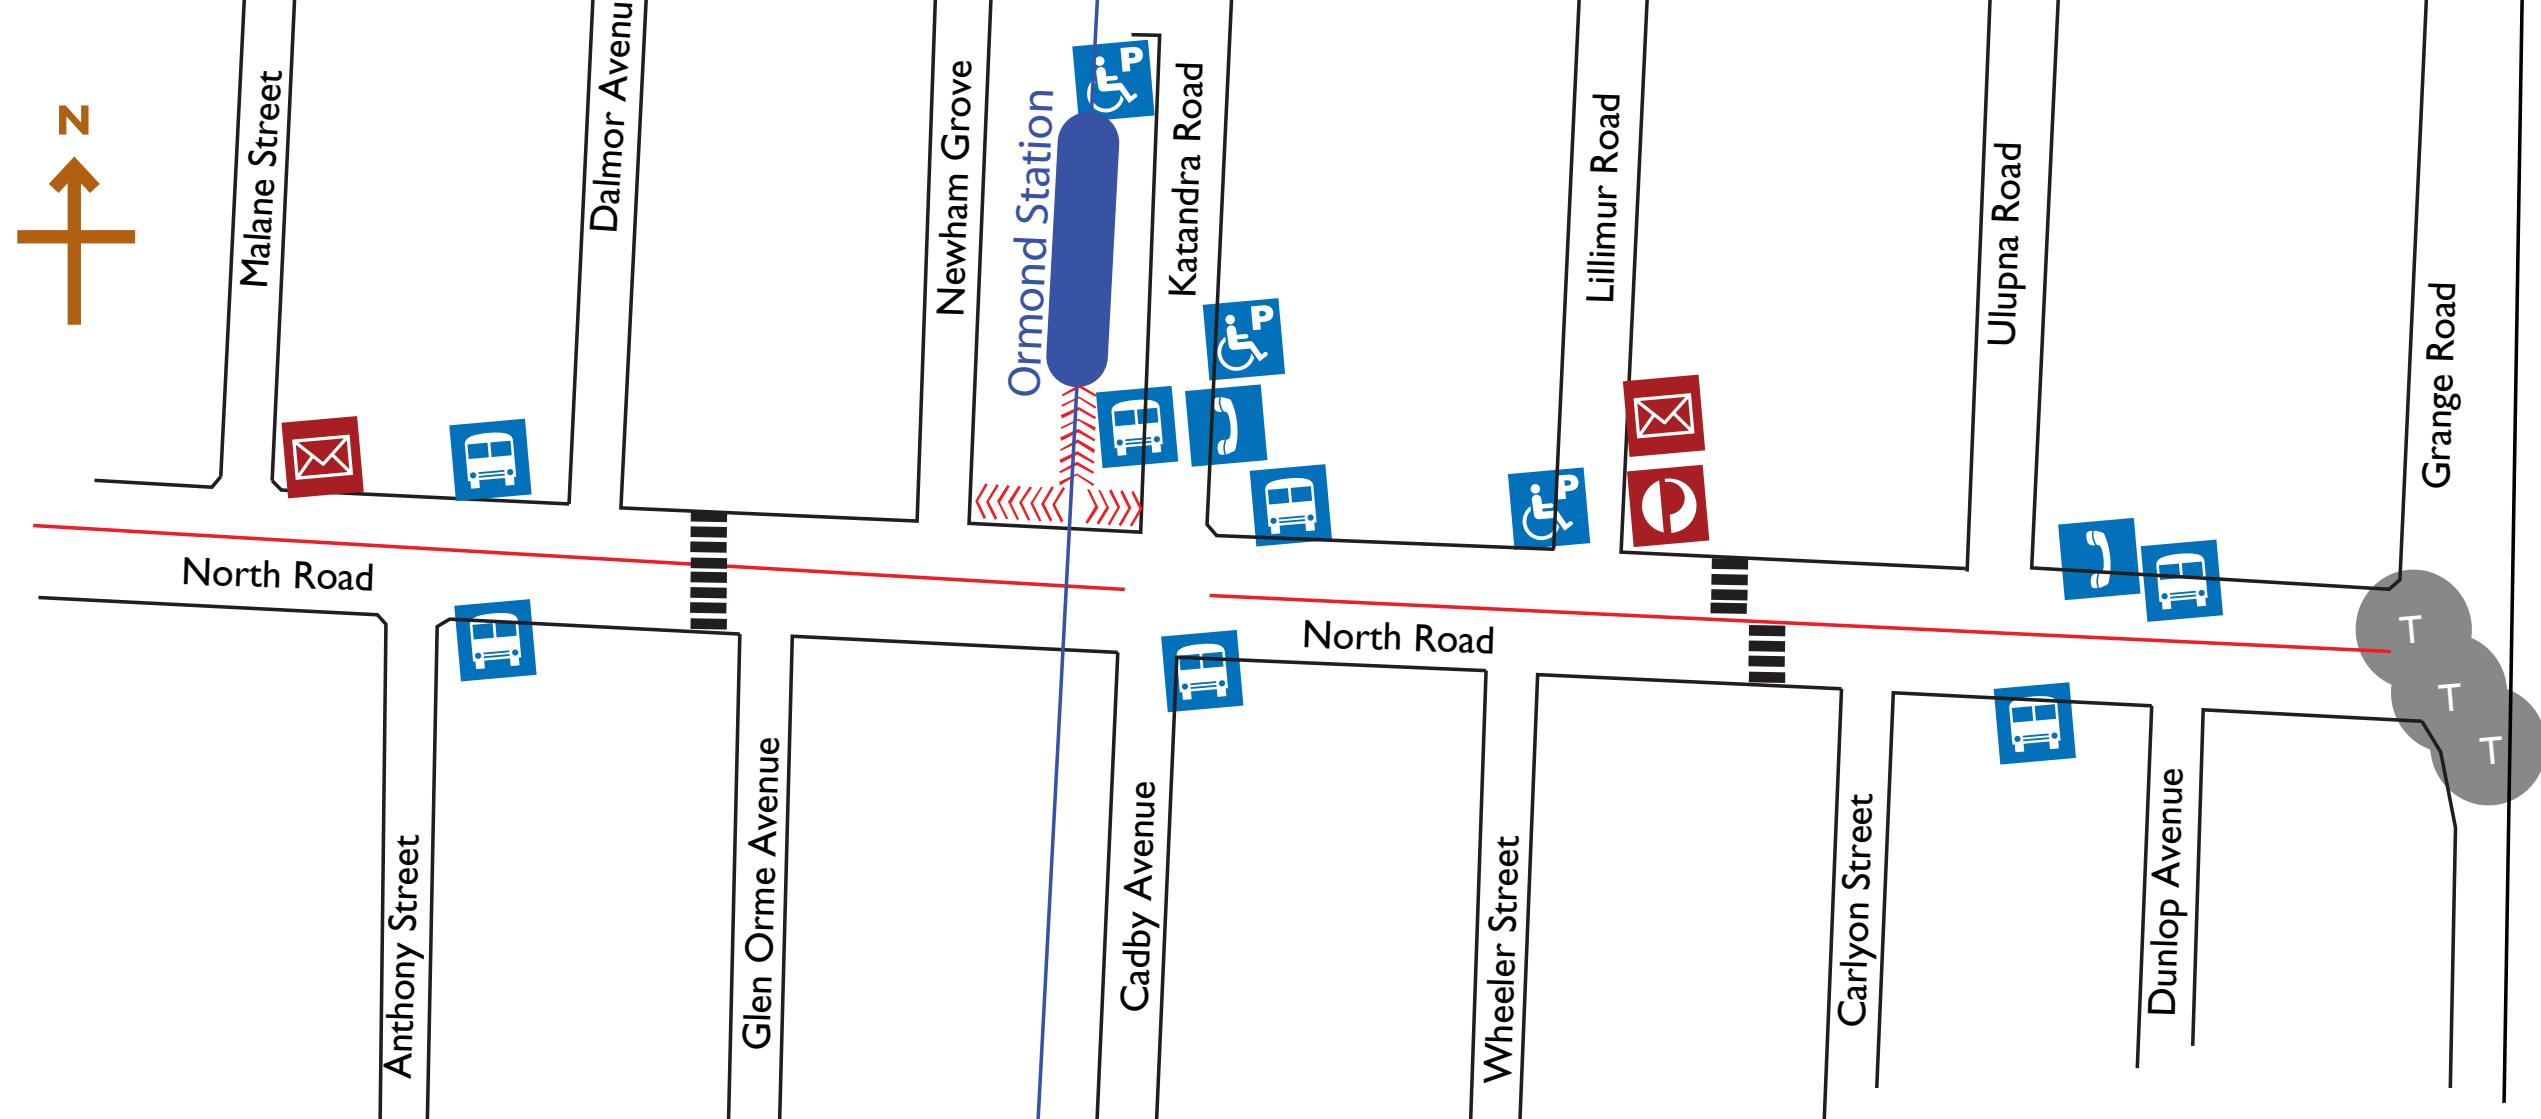 N
Malane Street
Dalmor Avenu
Newham Grove
Ormond Station
P
Katandra Road
P
Lillimur Road
P
Ulupna Road
Grange Road
North Road
North Road
T
T
T
Anthony Street
Glen Orme Avenue
Cadby Avenue
Wheeler Street
Carlyon Street
Dunlop Avenue